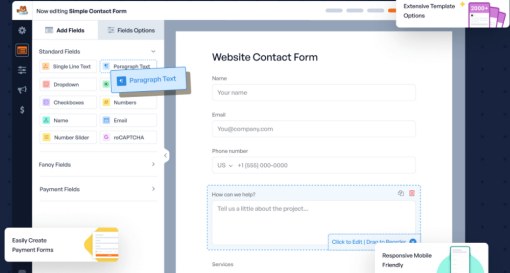 Now editing Simple Contact Form
Extensive Template
Options
2000+
Add Fields
Fields Options
Standard Fields
Single Line Text
Paragraph Text
Paragraph Text
Dropdown
Checkboxes
Numbers
Name
Email
Number Slider
reCAPTCHA
Fancy Fields
Payment Fields
Easily Create
Payment Forms
Website Contact Form
Name
Your name
Email
You@company.com
Phone number
US
+1 (555) 000-0000
How can we help?
Tell us a little about the project...
Click to Edit | Drag to Reorder
Services
Responsive Mobile
Friendly